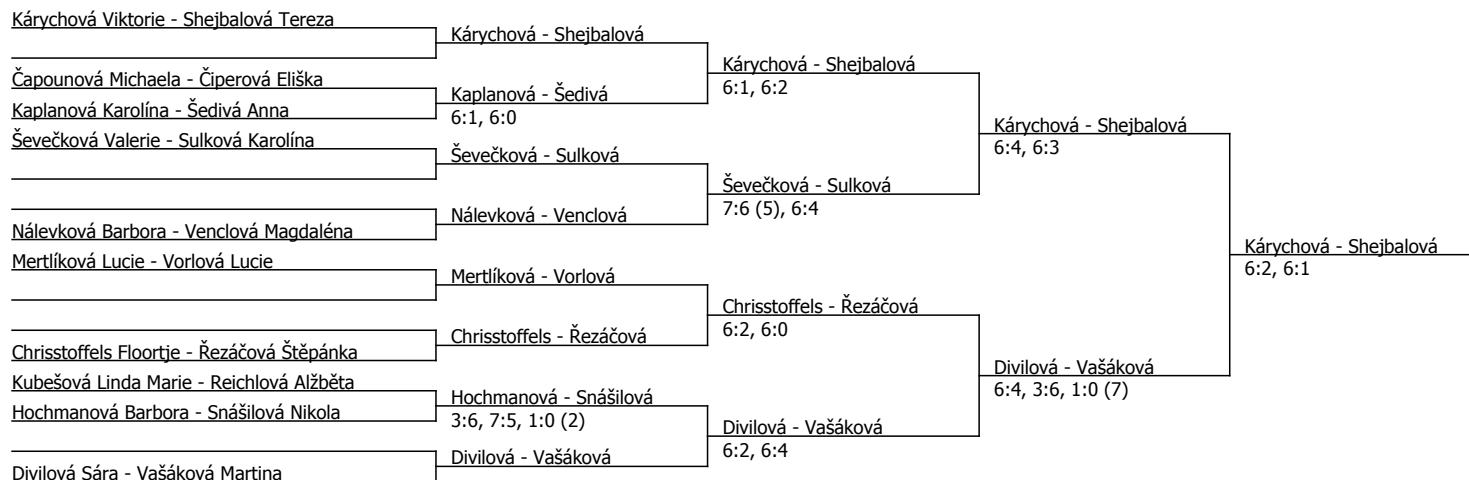 Kárychová Viktorie - Shejbalová Tereza
Čapounová Michaela - Čiperová Eliška
Kaplanová Karolína - Šedivá Anna
Ševečková Valerie - Sulková Karolína
Nálevková Barbora - Venclová Magdaléna
Mertlíková Lucie - Vorlová Lucie
Chrisstoffels Floortje - Řezáčová Štěpánka
Kubešová Linda Marie - Reichlová Alžběta
Hochmanová Barbora - Snášilová Nikola
Divilová Sára - Vašáková Martina
Kárychová - Shejbalová
Kaplanová - Šedivá
6:1, 6:0
Ševečková - Sulková
Nálevková - Venclová
Mertlíková - Vorlová
Chrisstoffels - Řezáčová
Hochmanová - Snášilová
3:6, 7:5, 1:0 (2)
Divilová - Vašáková
Kárychová - Shejbalová
6:1, 6:2
Ševečková - Sulková
7:6 (5), 6:4
Chrisstoffels - Řezáčová
6:2, 6:0
Divilová - Vašáková
6:2, 6:4
Kárychová - Shejbalová
6:4, 6:3
Divilová - Vašáková
6:4, 3:6, 1:0 (7)
Kárychová - Shejbalová
6:2, 6:1